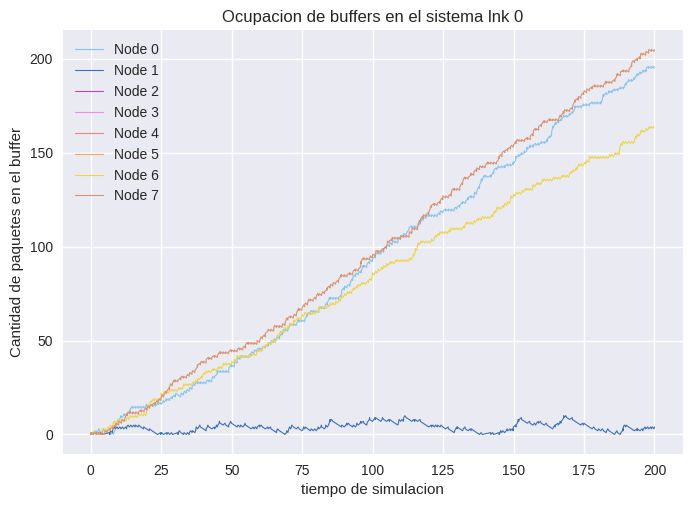 Ocupacion de buffers en el sistema lnk 0
Cantidad de paquetes en el buffer
200
150
100
50
0
Node 0
Node 1
Node 2
Node 3
Node 4
Node 5
Node 6
Node 7
0 25 50 75 100 125 150 175 200
tiempo de simulacion